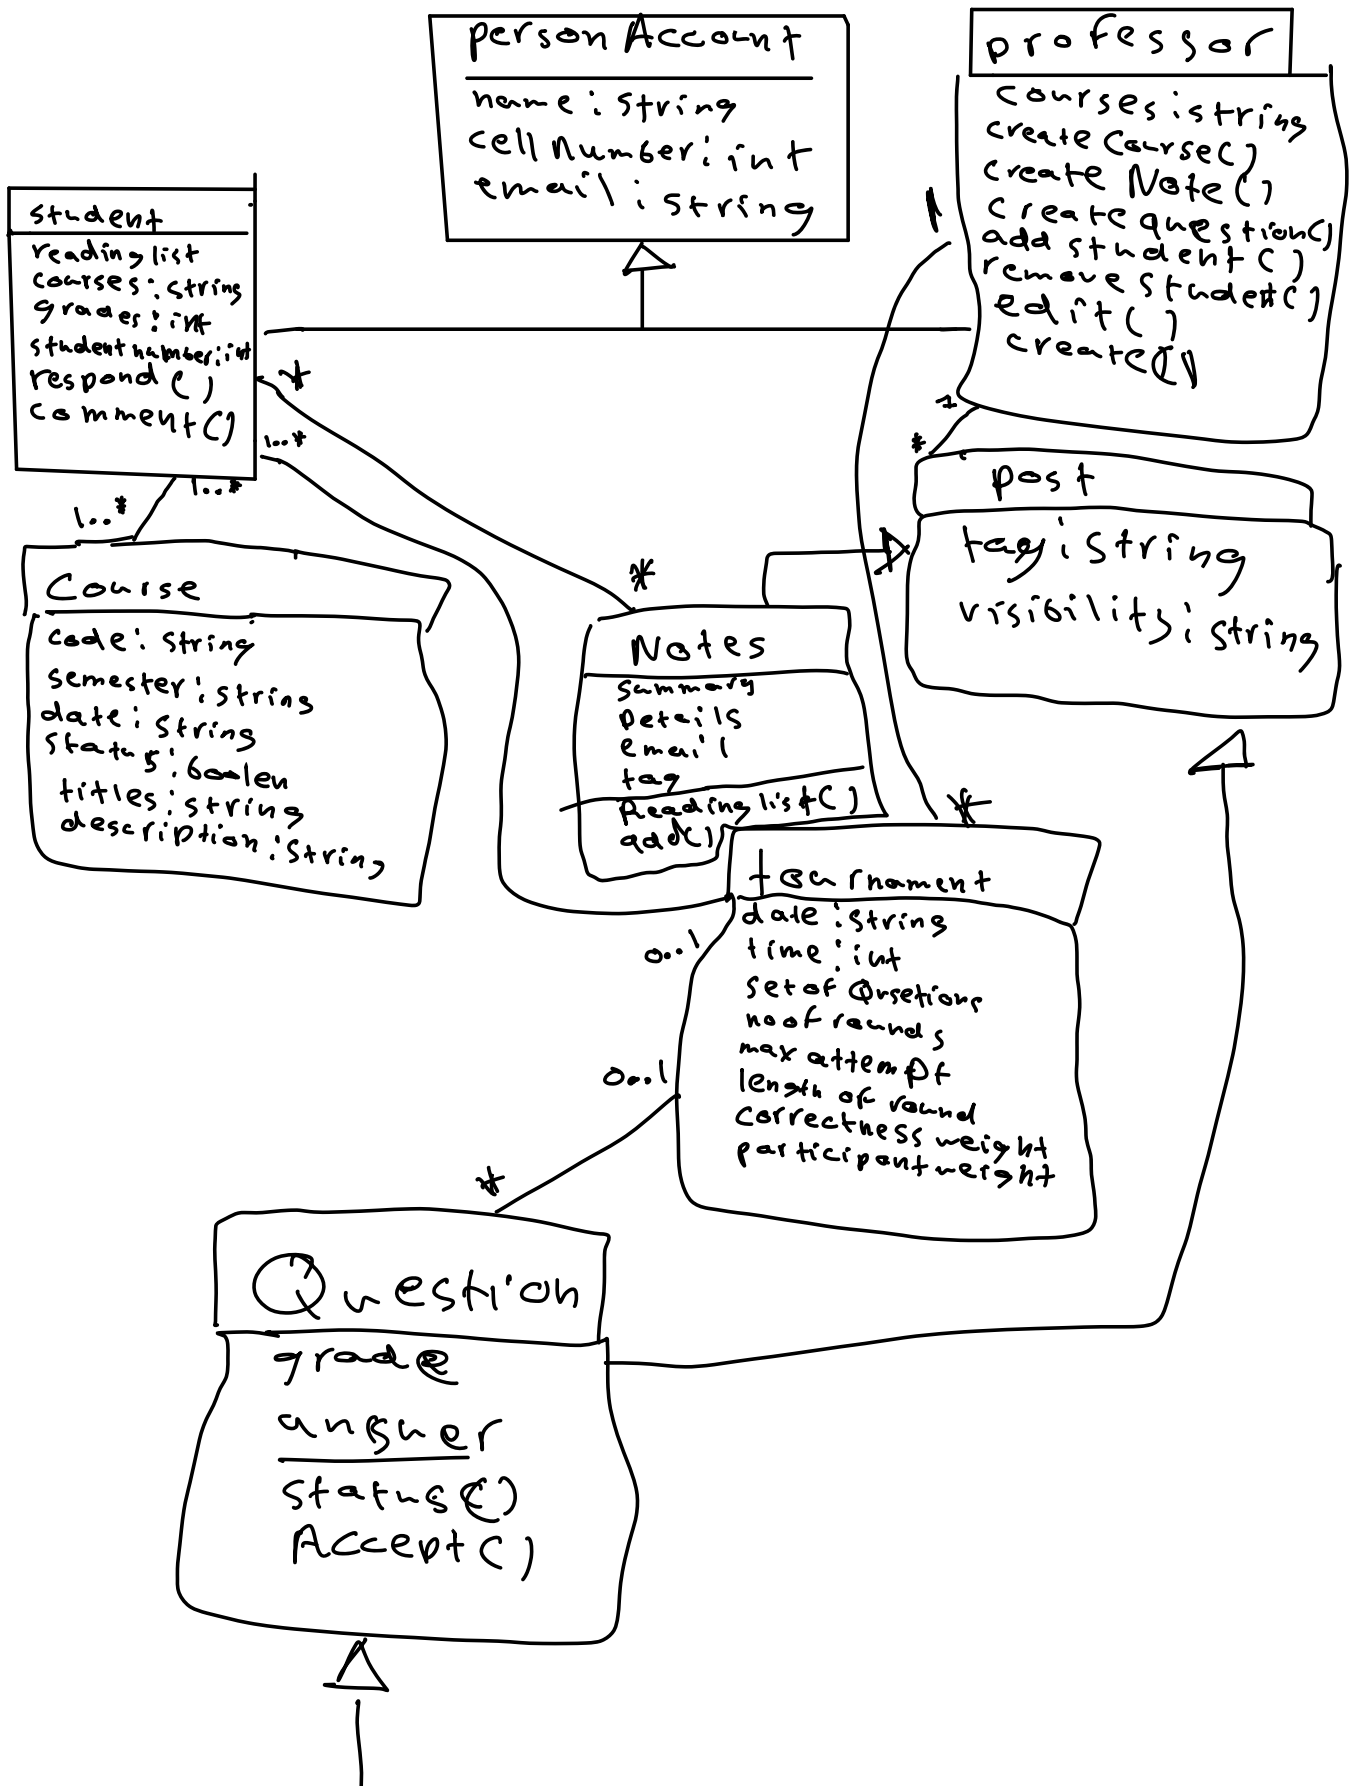 person Account
name : string
cell number : int
email : string
professor
courses : string
create Course()
create Note()
create question()
add student()
remove student()
edit()
create()
1
1
*
student
reading list
courses : string
grades : int
student number : int
respond()
comment()
*
1..*
1..*
1..*
Course
code : string
semester : string
date : string
status : boolen
titles : string
description : string
*
Notes
summary
Details
email
tag
Reading list()
add()
post
tag : string
visibility : string
*
tournament
date : string
time : int
set of Qrsetions
no of rounds
max attempt
length of round
correctness weight
participant weight
0..1
0..1
*
Question
grade
answer
status()
Accept()